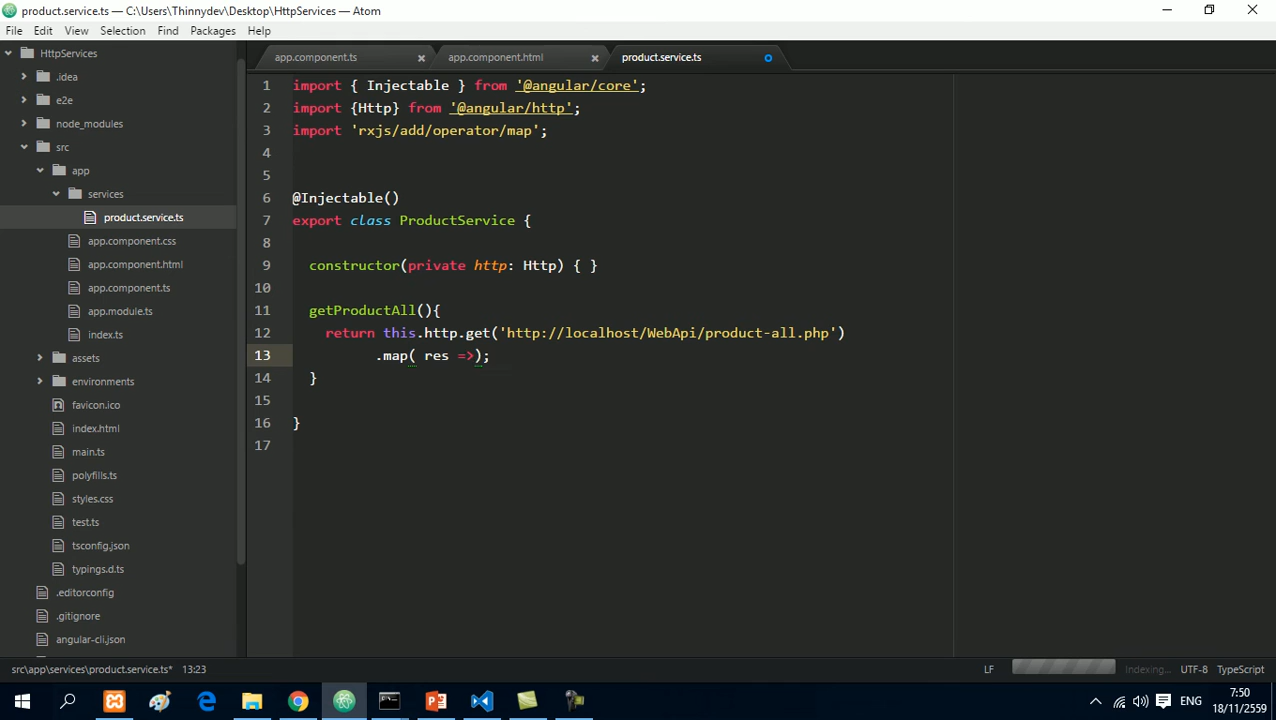 product.service.ts — C:\Users\Thinnydev\Desktop\HttpServices — Atom
File Edit View Selection Find Packages Help
HttpServices
.idea
e2e
node_modules
src
app
services
product.service.ts
app.component.css
app.component.html
app.component.ts
app.module.ts
index.ts
assets
environments
favicon.ico
index.html
main.ts
polyfills.ts
styles.css
test.ts
tsconfig.json
typings.d.ts
.editorconfig
.gitignore
angular-cli.json
app.component.ts app.component.html product.service.ts
1 import { Injectable } from '@angular/core';
2 import {Http} from '@angular/http';
3 import 'rxjs/add/operator/map';
4
5
6 @Injectable()
7 export class ProductService {
8
9 constructor(private http: Http) { }
10
11 getProductAll(){
12 return this.http.get('http://localhost/WebApi/product-all.php')
13 .map( res =>);
14 }
15
16 }
17
src\app\services\product.service.ts* 13:23 LF Indexing... UTF-8 TypeScript
ENG
7:50
18/11/2559